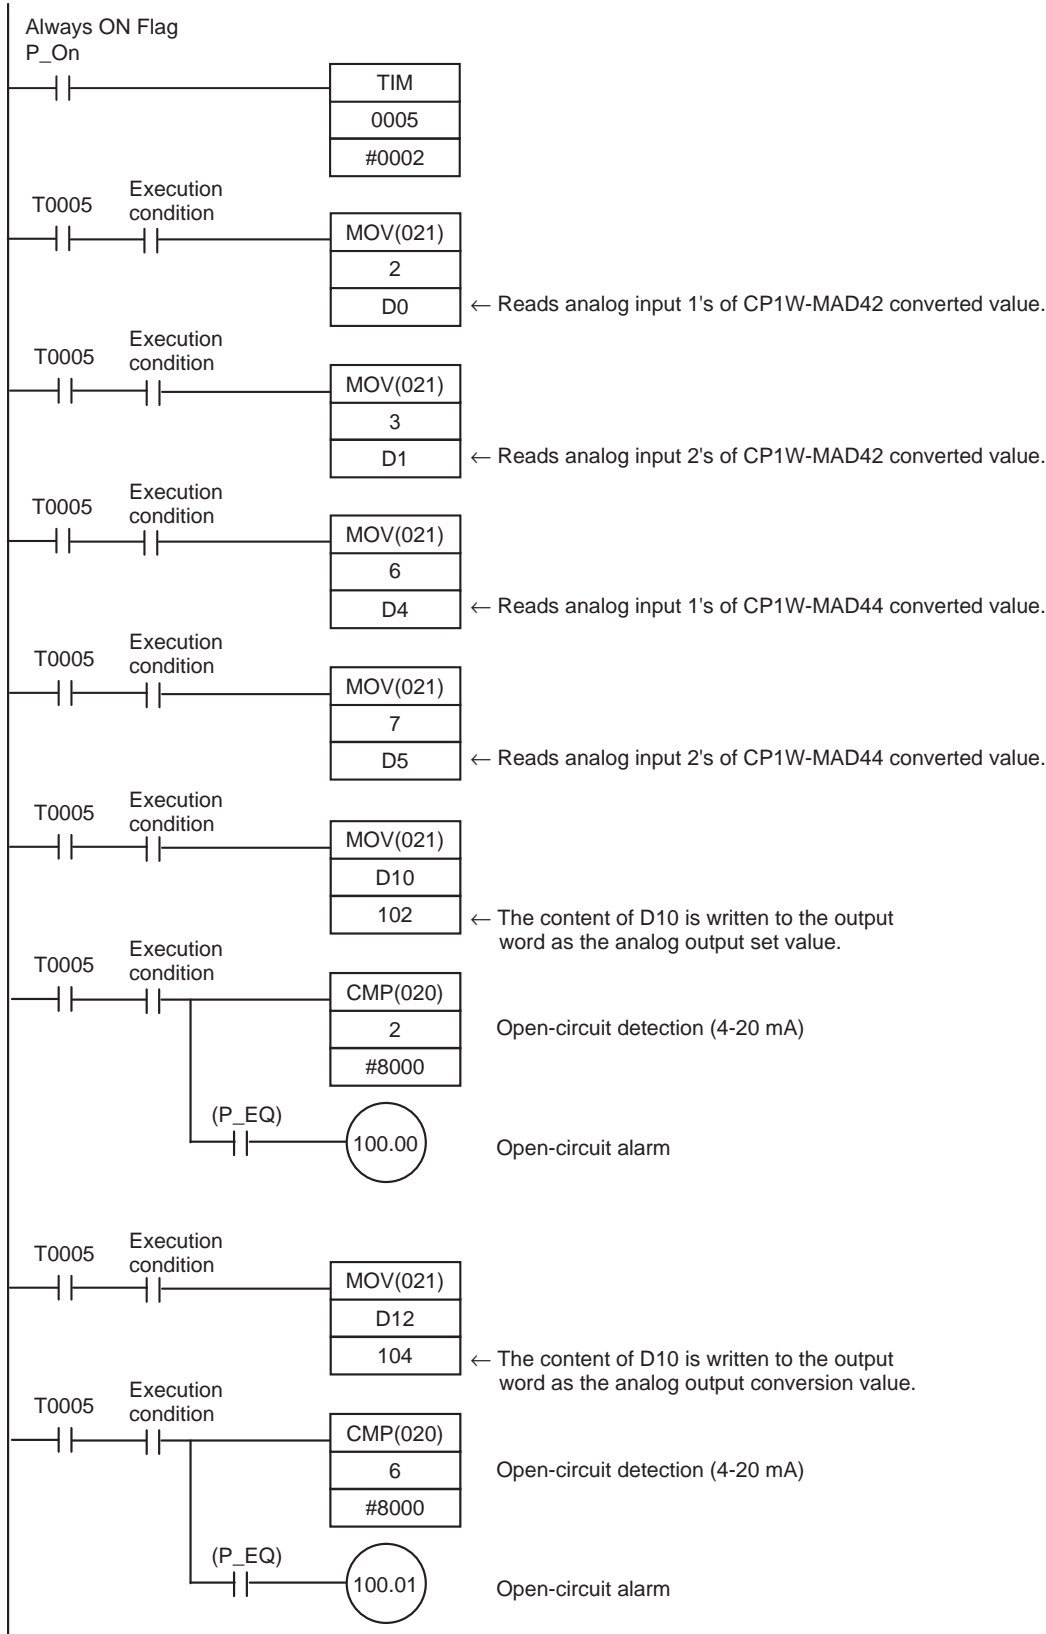 Always ON Flag
P_On
TIM
0005
#0002
T0005
Execution
condition
MOV(021)
2
D0
← Reads analog input 1's of CP1W-MAD42 converted value.
T0005
Execution
condition
MOV(021)
3
D1
← Reads analog input 2's of CP1W-MAD42 converted value.
T0005
Execution
condition
MOV(021)
6
D4
← Reads analog input 1's of CP1W-MAD44 converted value.
T0005
Execution
condition
MOV(021)
7
D5
← Reads analog input 2's of CP1W-MAD44 converted value.
T0005
Execution
condition
MOV(021)
D10
102
← The content of D10 is written to the output
word as the analog output set value.
T0005
Execution
condition
CMP(020)
2
#8000
Open-circuit detection (4-20 mA)
(P_EQ)
100.00
Open-circuit alarm
T0005
Execution
condition
MOV(021)
D12
104
← The content of D10 is written to the output
word as the analog output conversion value.
T0005
Execution
condition
CMP(020)
6
#8000
Open-circuit detection (4-20 mA)
(P_EQ)
100.01
Open-circuit alarm